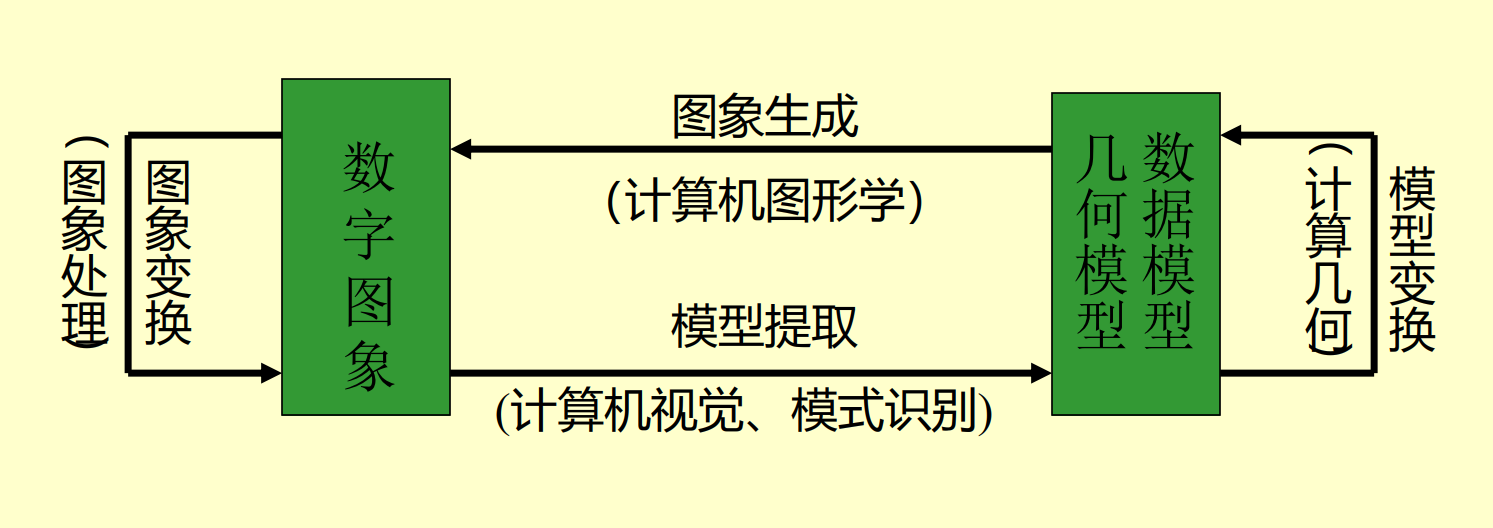 (图象处理)
图象变换
数字图象
图象生成
(计算机图形学)
模型提取
(计算机视觉、模式识别)
数据模型
几何模型
(计算几何)
模型变换